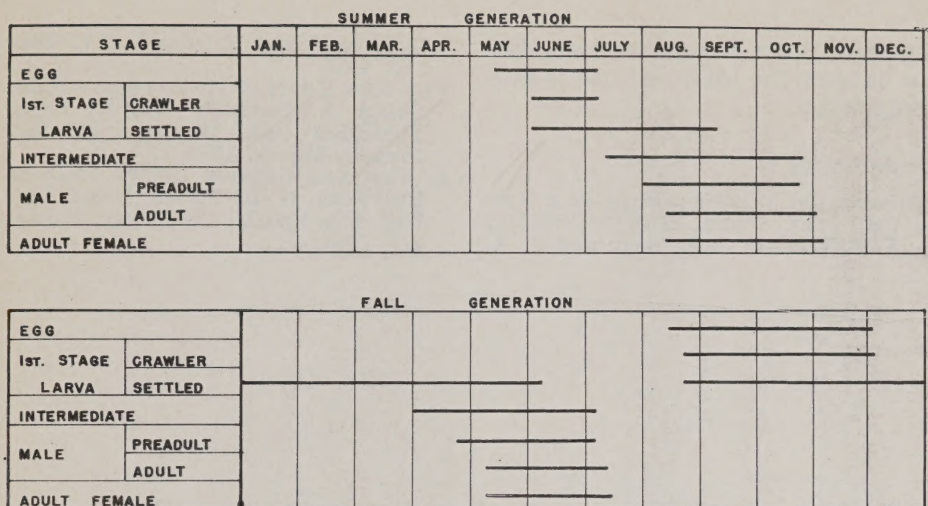 SUMMER GENERATION
STAGE JAN. FEB. MAR. APR. MAY JUNE JULY AUG. SEPT. OCT. NOV. DEC.
EGG
1ST. STAGE CRAWLER
LARVA SETTLED
INTERMEDIATE
MALE PREADULT
ADULT
ADULT FEMALE
FALL GENERATION
EGG
1ST. STAGE CRAWLER
LARVA SETTLED
INTERMEDIATE
MALE PREADULT
ADULT
ADULT FEMALE